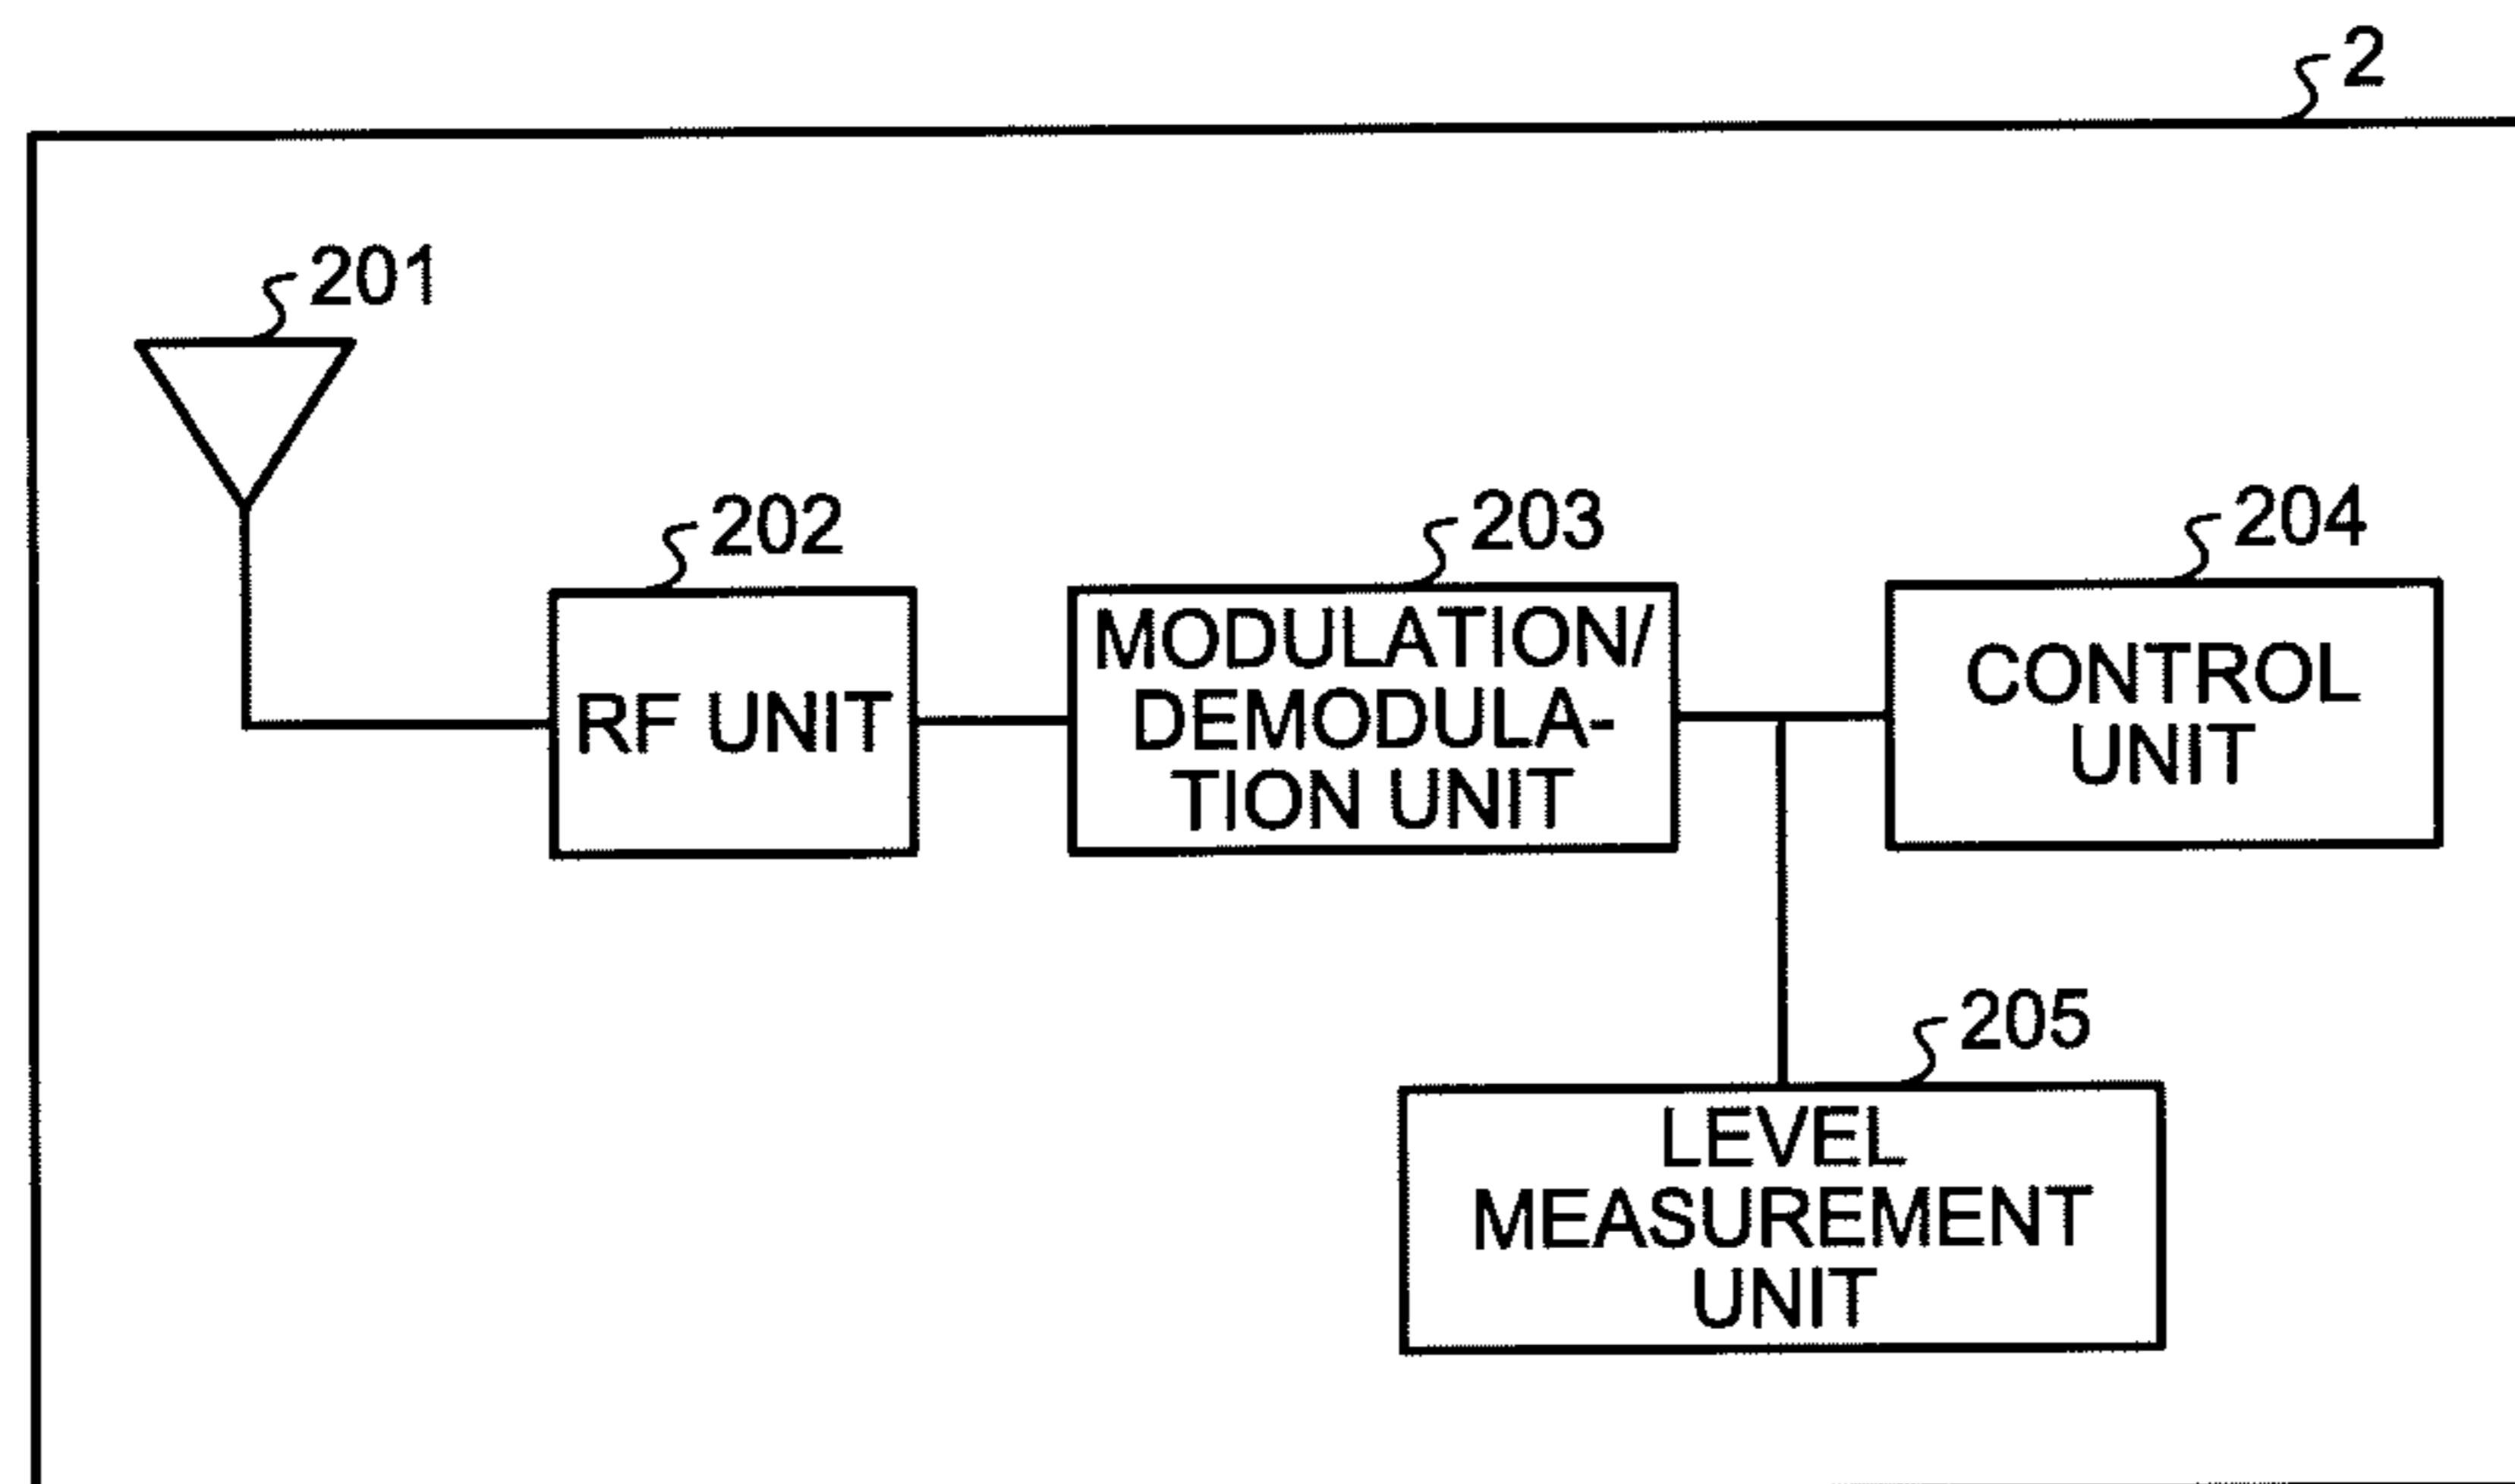 2
201
202
203
204
RF UNIT
MODULATION/
DEMODULA-
TION UNIT
CONTROL
UNIT
205
LEVEL
MEASUREMENT
UNIT